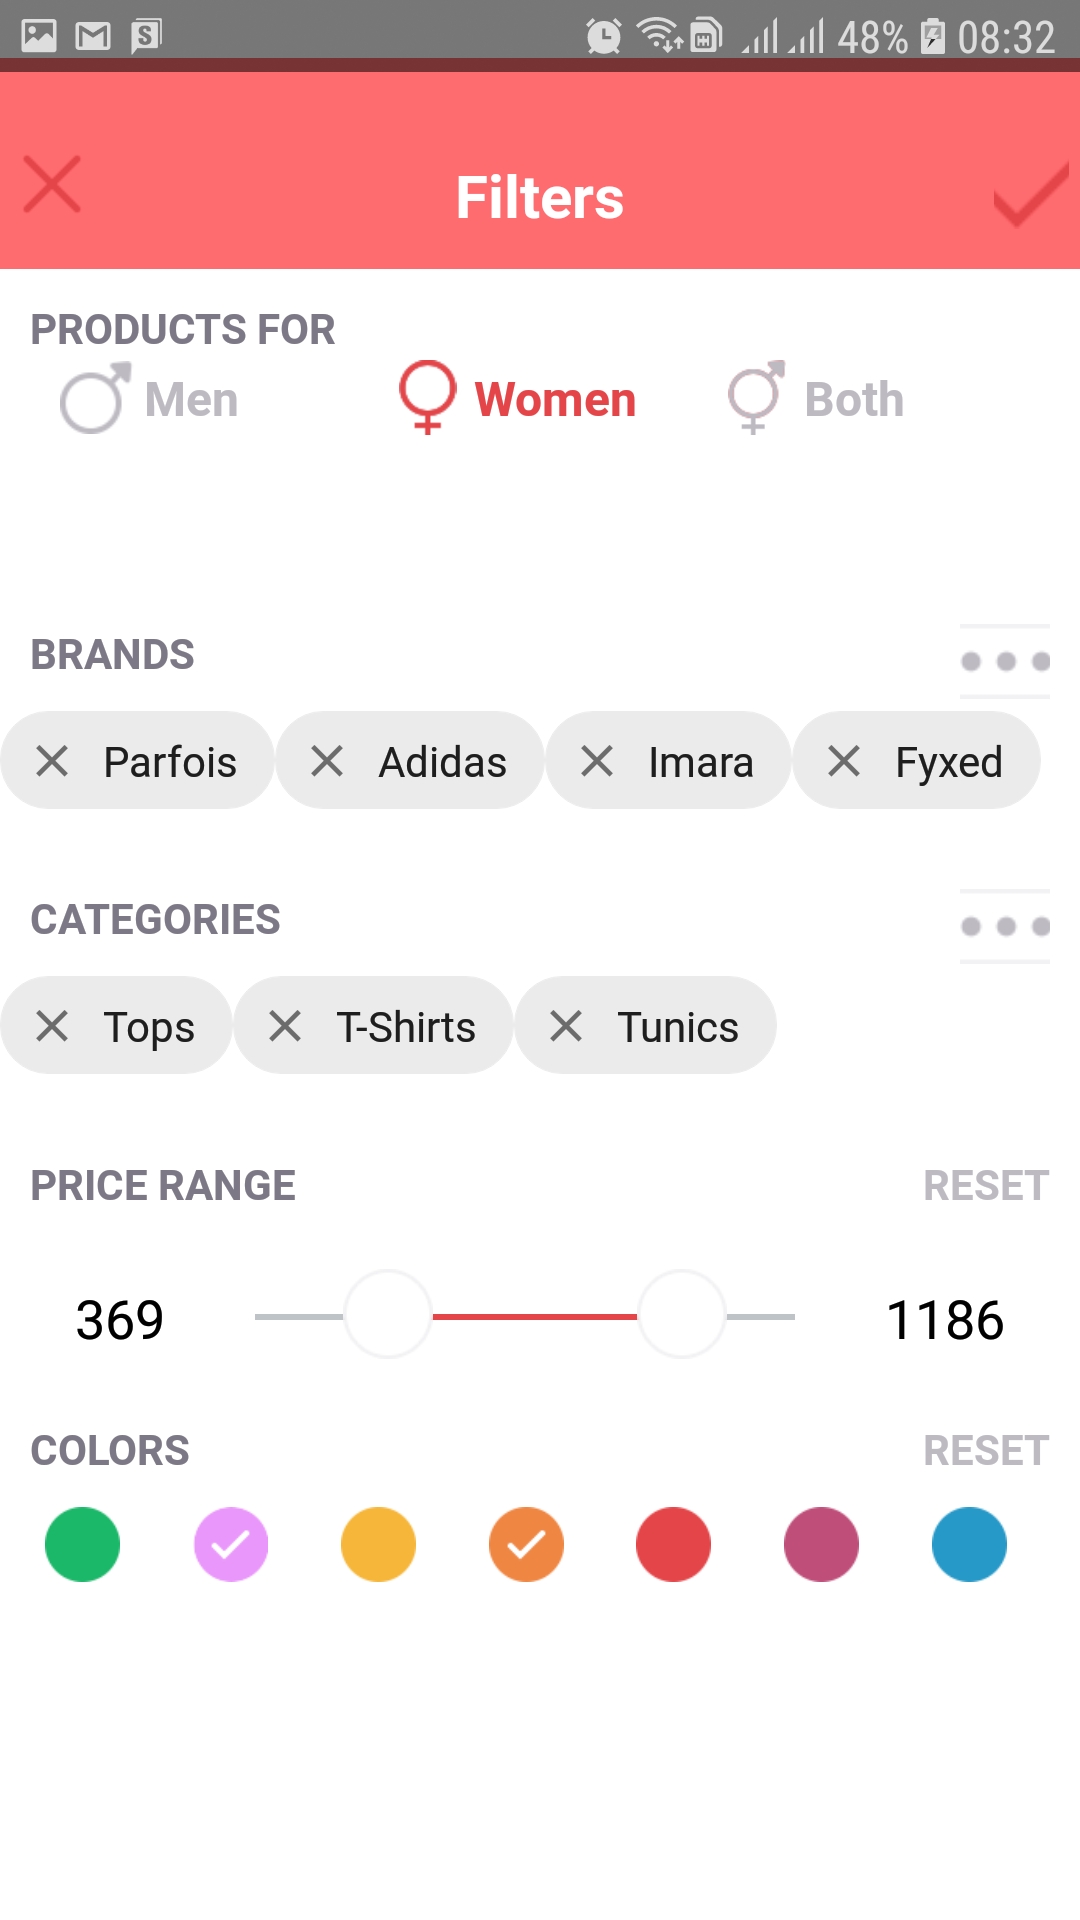 48% 08:32
Filters
PRODUCTS FOR
Men Women Both
BRANDS
Parfois Adidas Imara Fyxed
CATEGORIES
Tops T-Shirts Tunics
PRICE RANGE RESET
369 1186
COLORS RESET